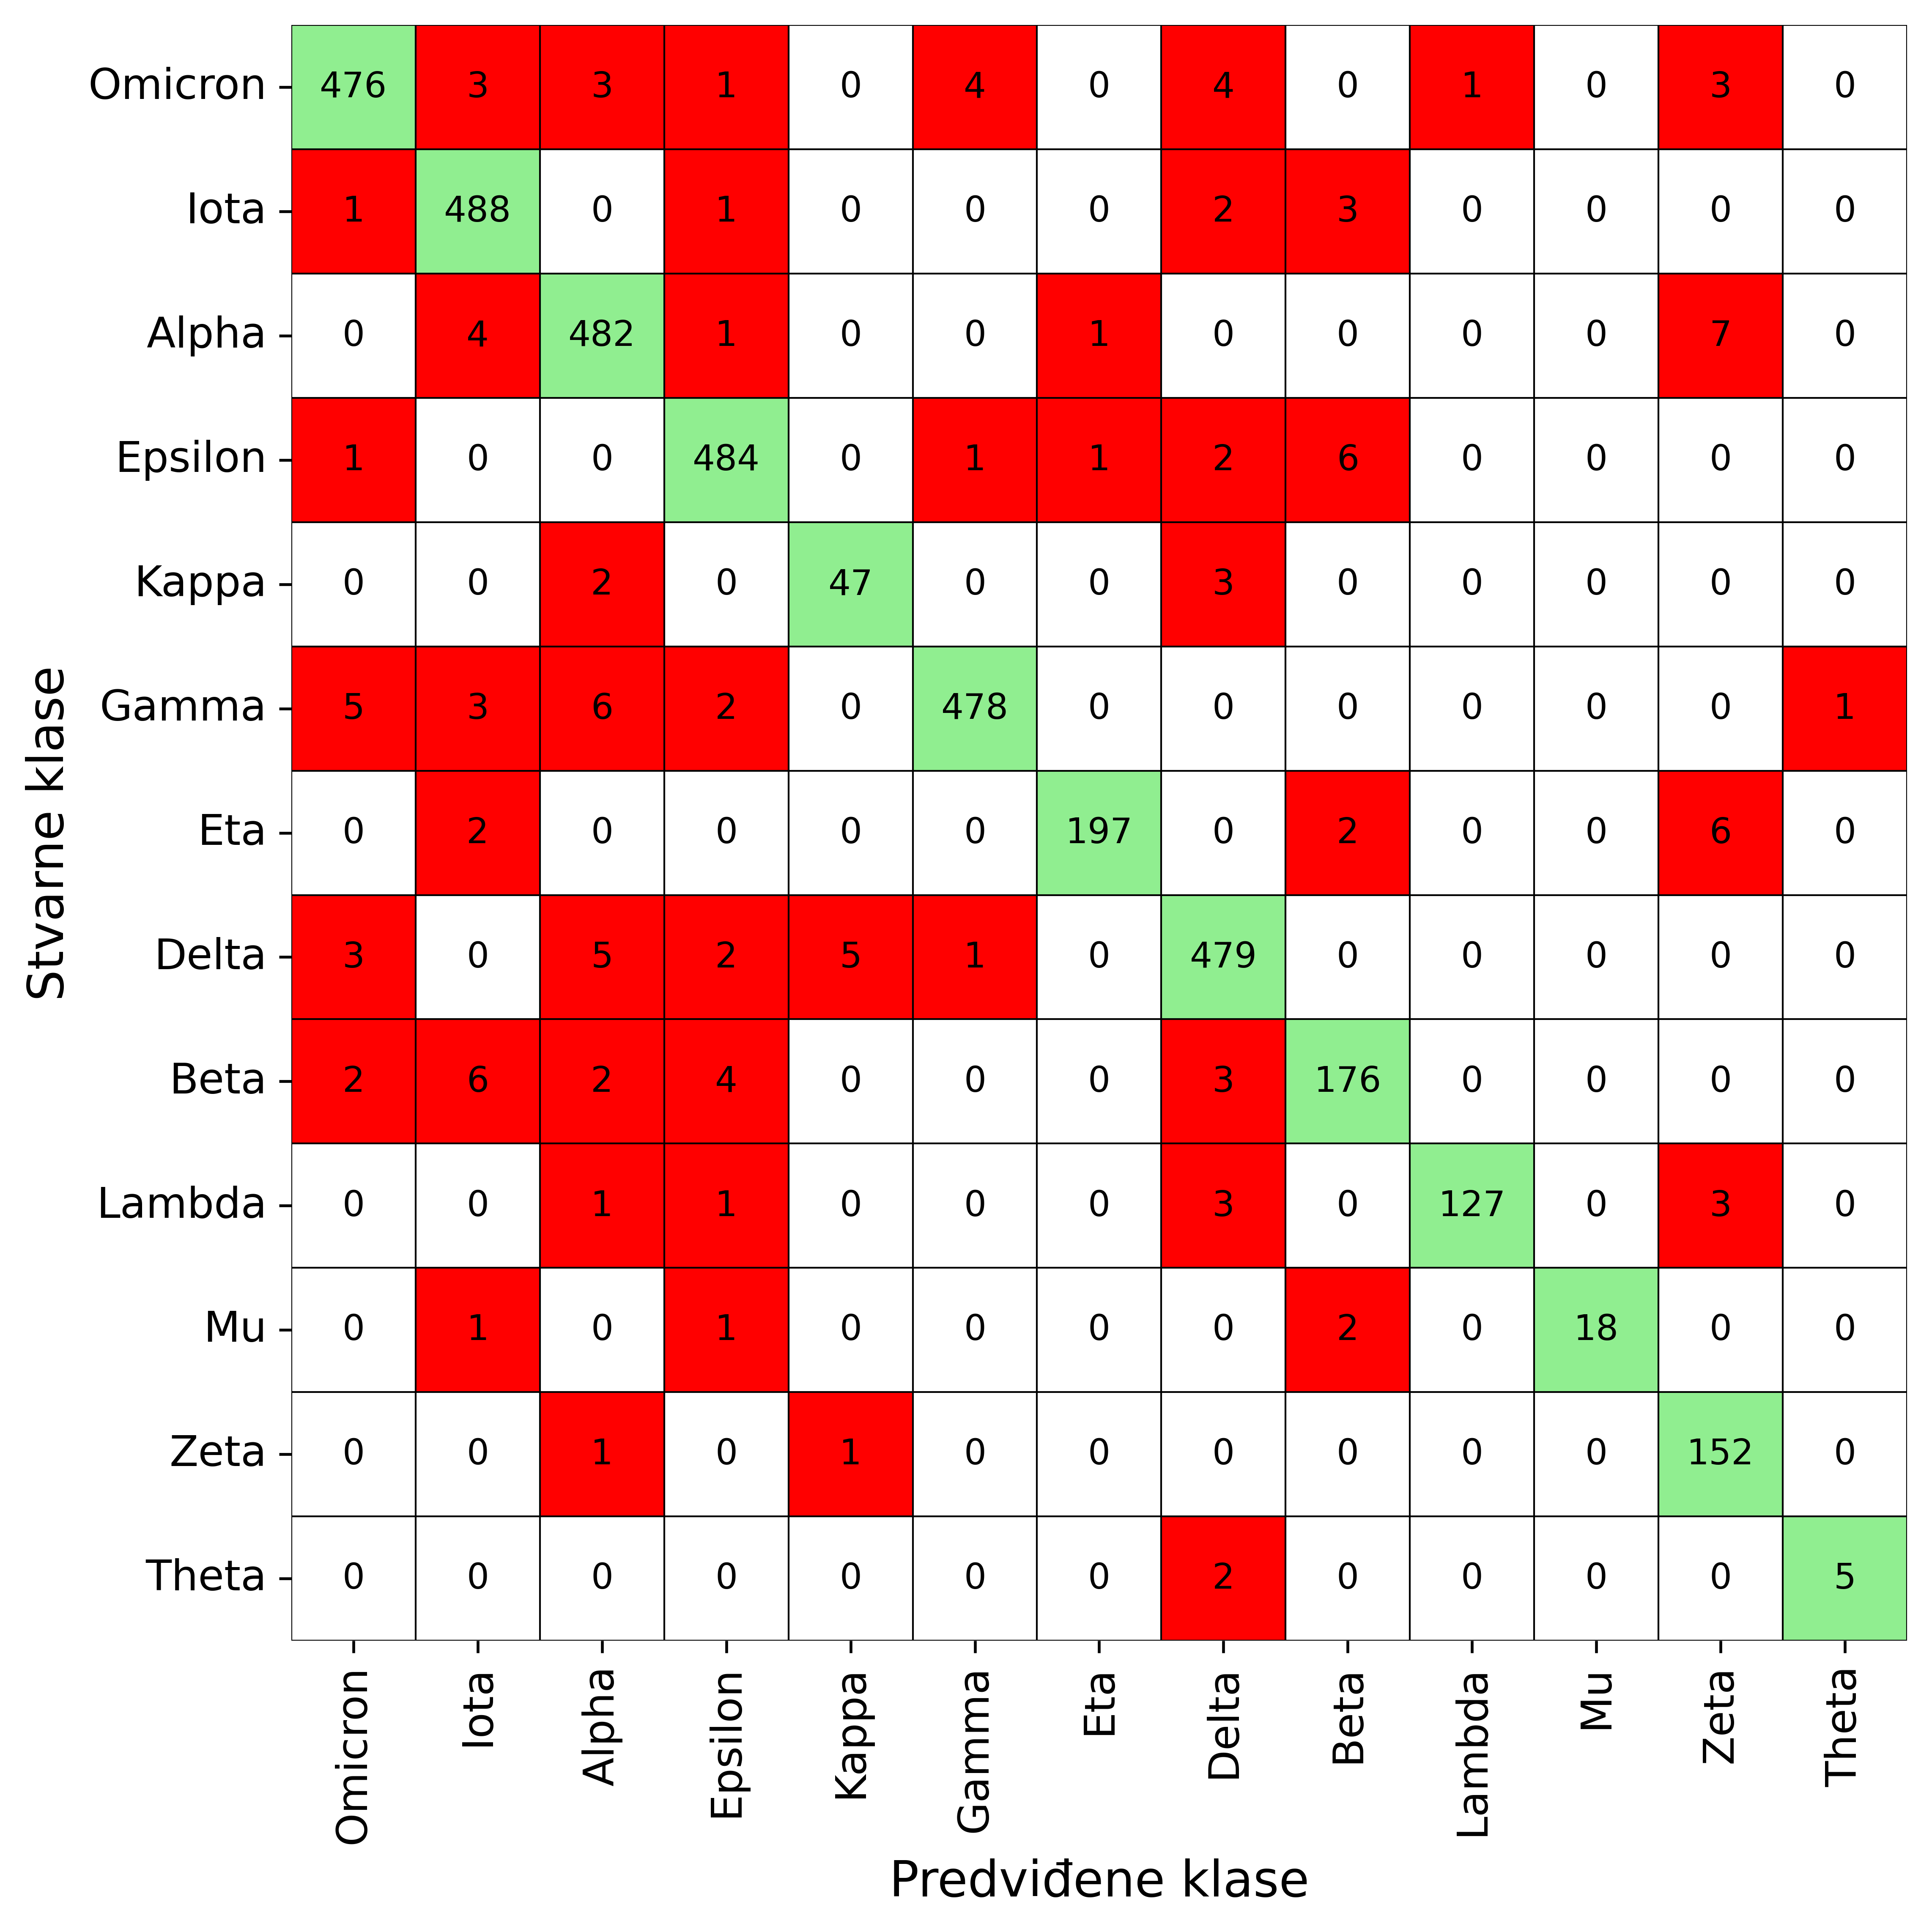 Omicron 476 3 3 1 0 4 0 4 0 1 0 3 0
Iota 1 488 0 1 0 0 0 2 3 0 0 0 0
Alpha 0 4 482 1 0 0 1 0 0 0 0 7 0
Epsilon 1 0 0 484 0 1 1 2 6 0 0 0 0
Kappa 0 0 2 0 47 0 0 3 0 0 0 0 0
Gamma 5 3 6 2 0 478 0 0 0 0 0 0 1
Eta 0 2 0 0 0 0 197 0 2 0 0 6 0
Delta 3 0 5 2 5 1 0 479 0 0 0 0 0
Beta 2 6 2 4 0 0 0 3 176 0 0 0 0
Lambda 0 0 1 1 0 0 0 3 0 127 0 3 0
Mu 0 1 0 1 0 0 0 0 2 0 18 0 0
Zeta 0 0 1 0 1 0 0 0 0 0 0 152 0
Theta 0 0 0 0 0 0 0 2 0 0 0 0 5
Stvarne klase
Omicron Iota Alpha Epsilon Kappa Gamma Eta Delta Beta Lambda Mu Zeta Theta
Predviđene klase